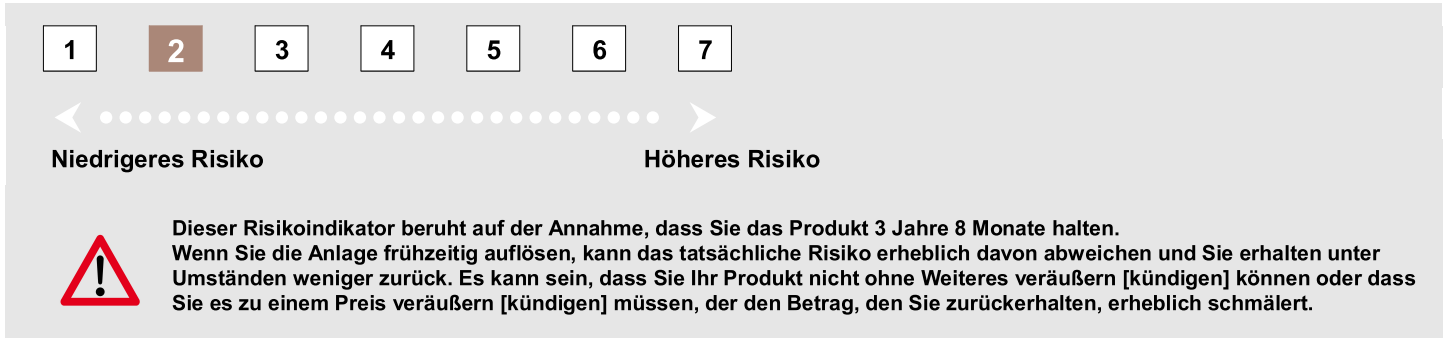 1 2 3 4 5 6 7
Niedrigeres Risiko Höheres Risiko
Dieser Risikoindikator beruht auf der Annahme, dass Sie das Produkt 3 Jahre 8 Monate halten.
Wenn Sie die Anlage frühzeitig auflösen, kann das tatsächliche Risiko erheblich davon abweichen und Sie erhalten unter
Umständen weniger zurück. Es kann sein, dass Sie Ihr Produkt nicht ohne Weiteres veräußern [kündigen] können oder dass
Sie es zu einem Preis veräußern [kündigen] müssen, der den Betrag, den Sie zurückerhalten, erheblich schmälert.